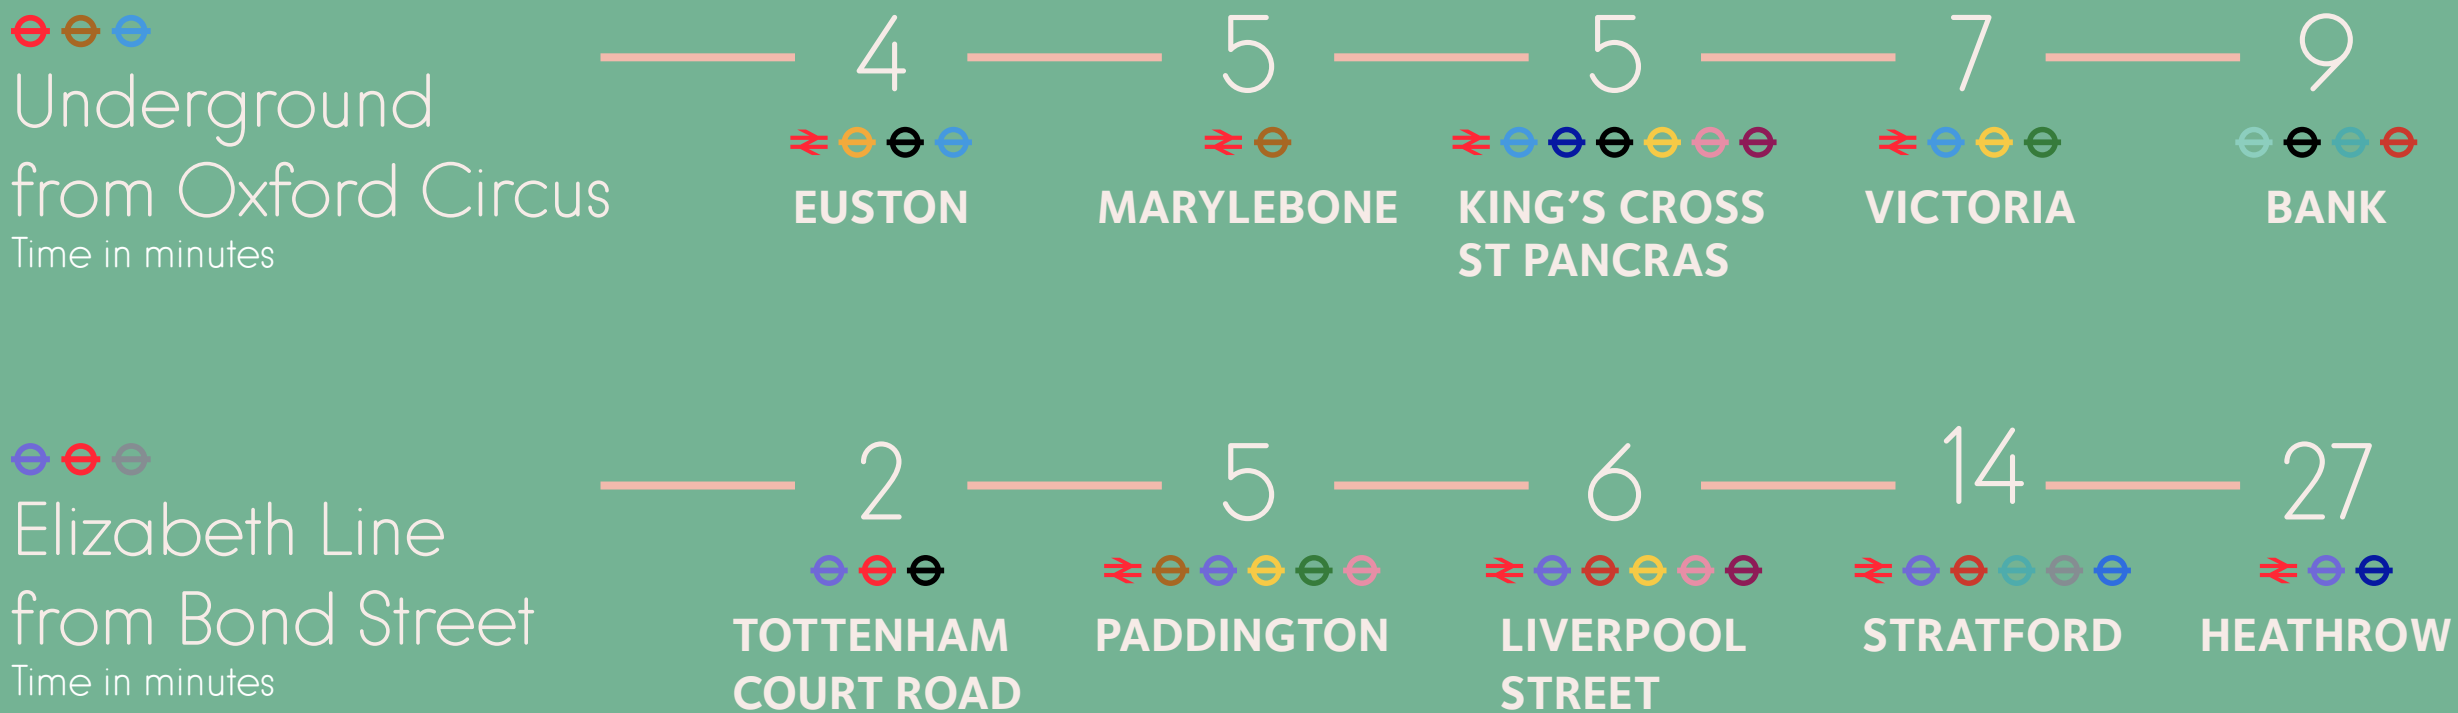 Underground
from Oxford Circus
Time in minutes
4
EUSTON
5
MARYLEBONE
5
KING’S CROSS
ST PANCRAS
7
VICTORIA
9
BANK
Elizabeth Line
from Bond Street
Time in minutes
2
TOTTENHAM
COURT ROAD
5
PADDINGTON
6
LIVERPOOL
STREET
14
STRATFORD
27
HEATHROW